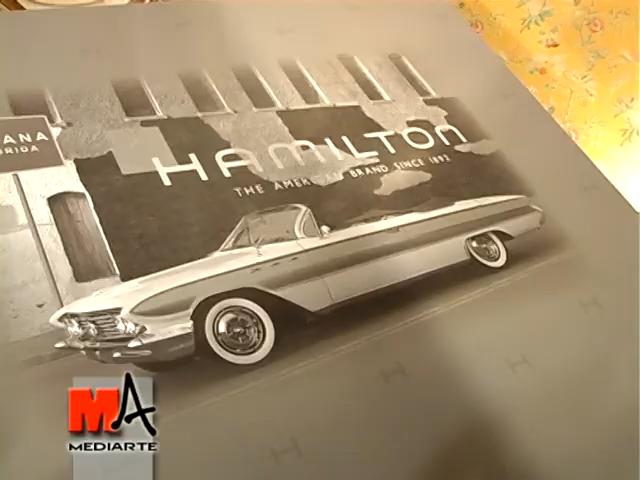 ANA
RIDA
HAMILTON
THE AMERICAN BRAND SINCE 1892
H
H
H
H
MA
MEDIARTE